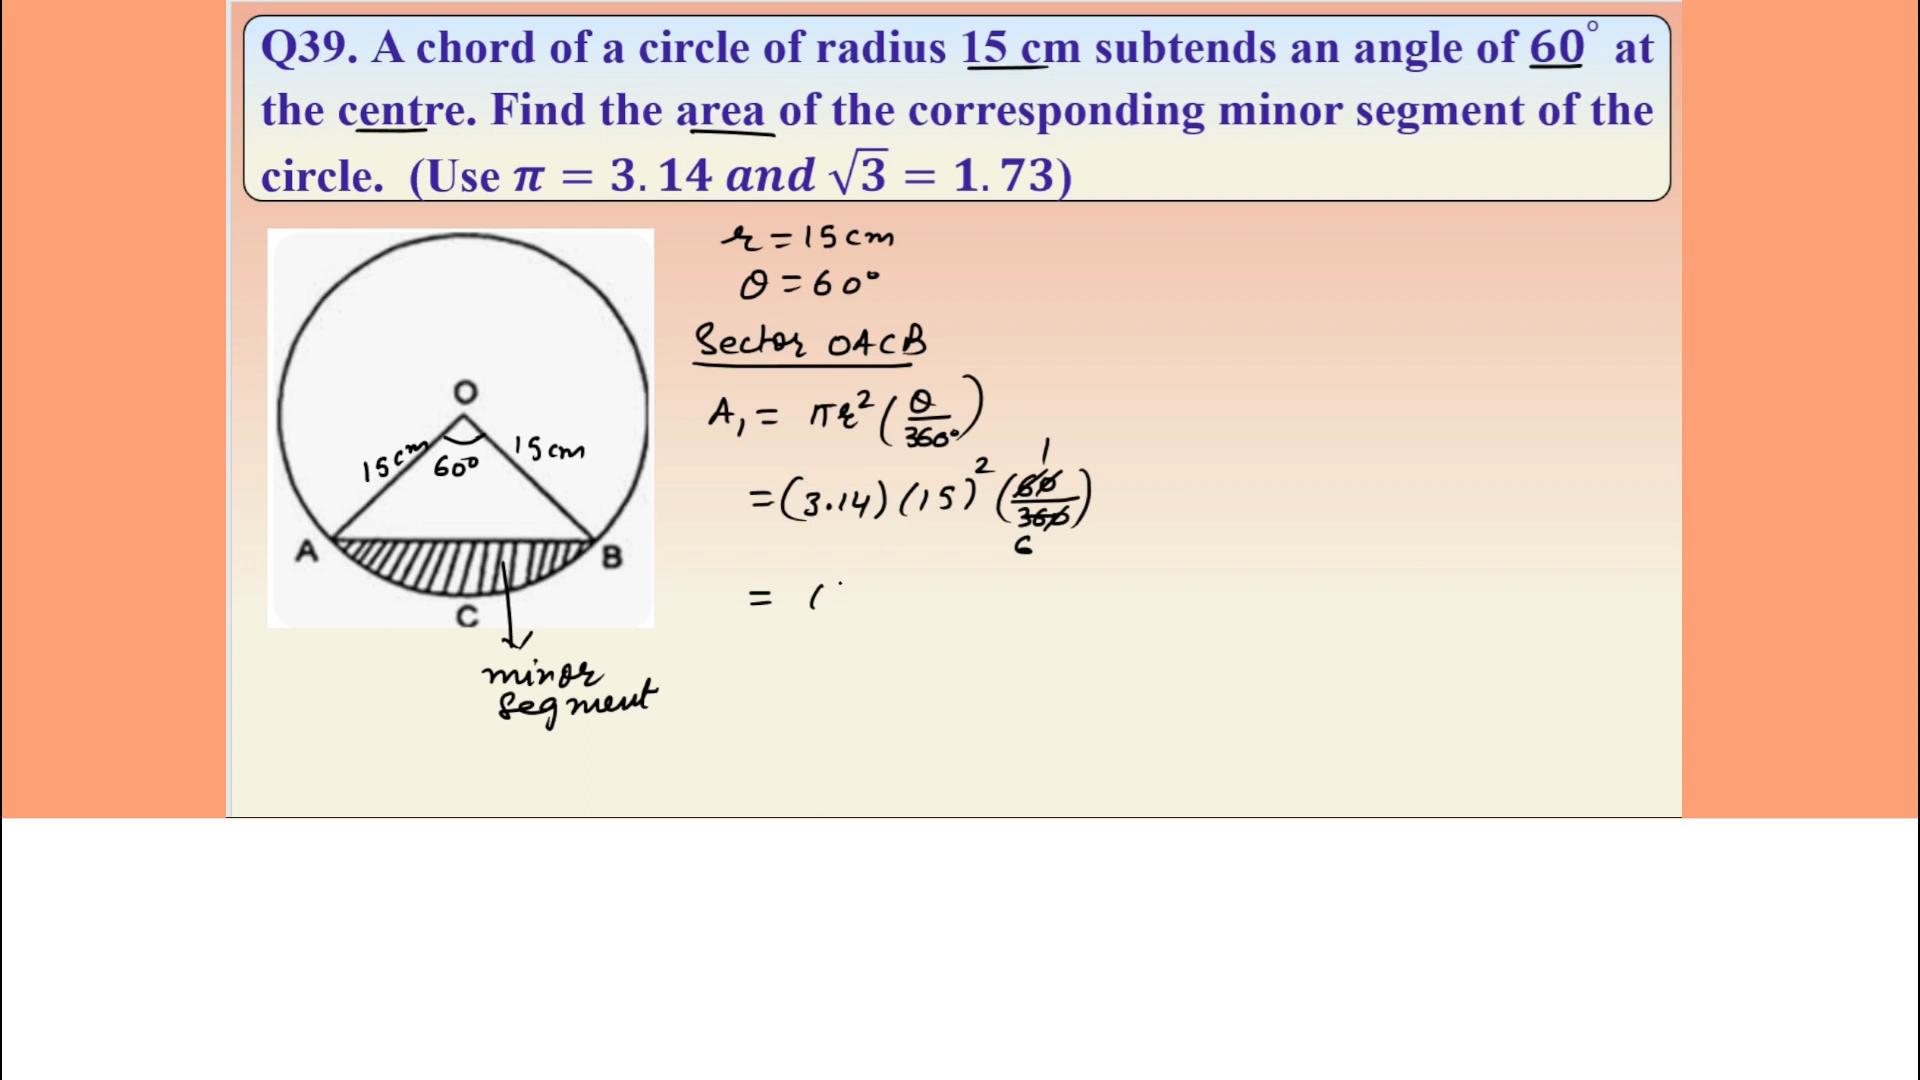 Q39. A chord of a circle of radius 15 cm subtends an angle of 60° at
the centre. Find the area of the corresponding minor segment of the
circle. (Use π = 3.14 and √3 = 1.73)
r = 15 cm
θ = 60°
Sector OACB
A₁ = πr² (θ/360°)
= (3.14) (15)² (60/360)
1
6
= (
O
15 cm
60°
15 cm
A
B
C
minor
segment